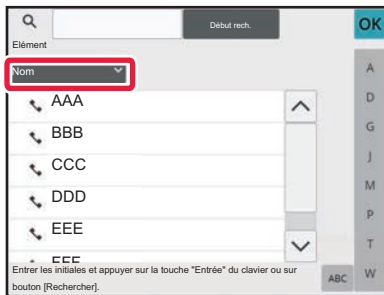 Début rech.
OK
Elément
Nom
A
D
G
J
M
P
T
W
AAA
BBB
CCC
DDD
EEE
FFF
Entrer les initiales et appuyer sur la touche "Entrée" du clavier ou sur
bouton [Rechercher].
ABC